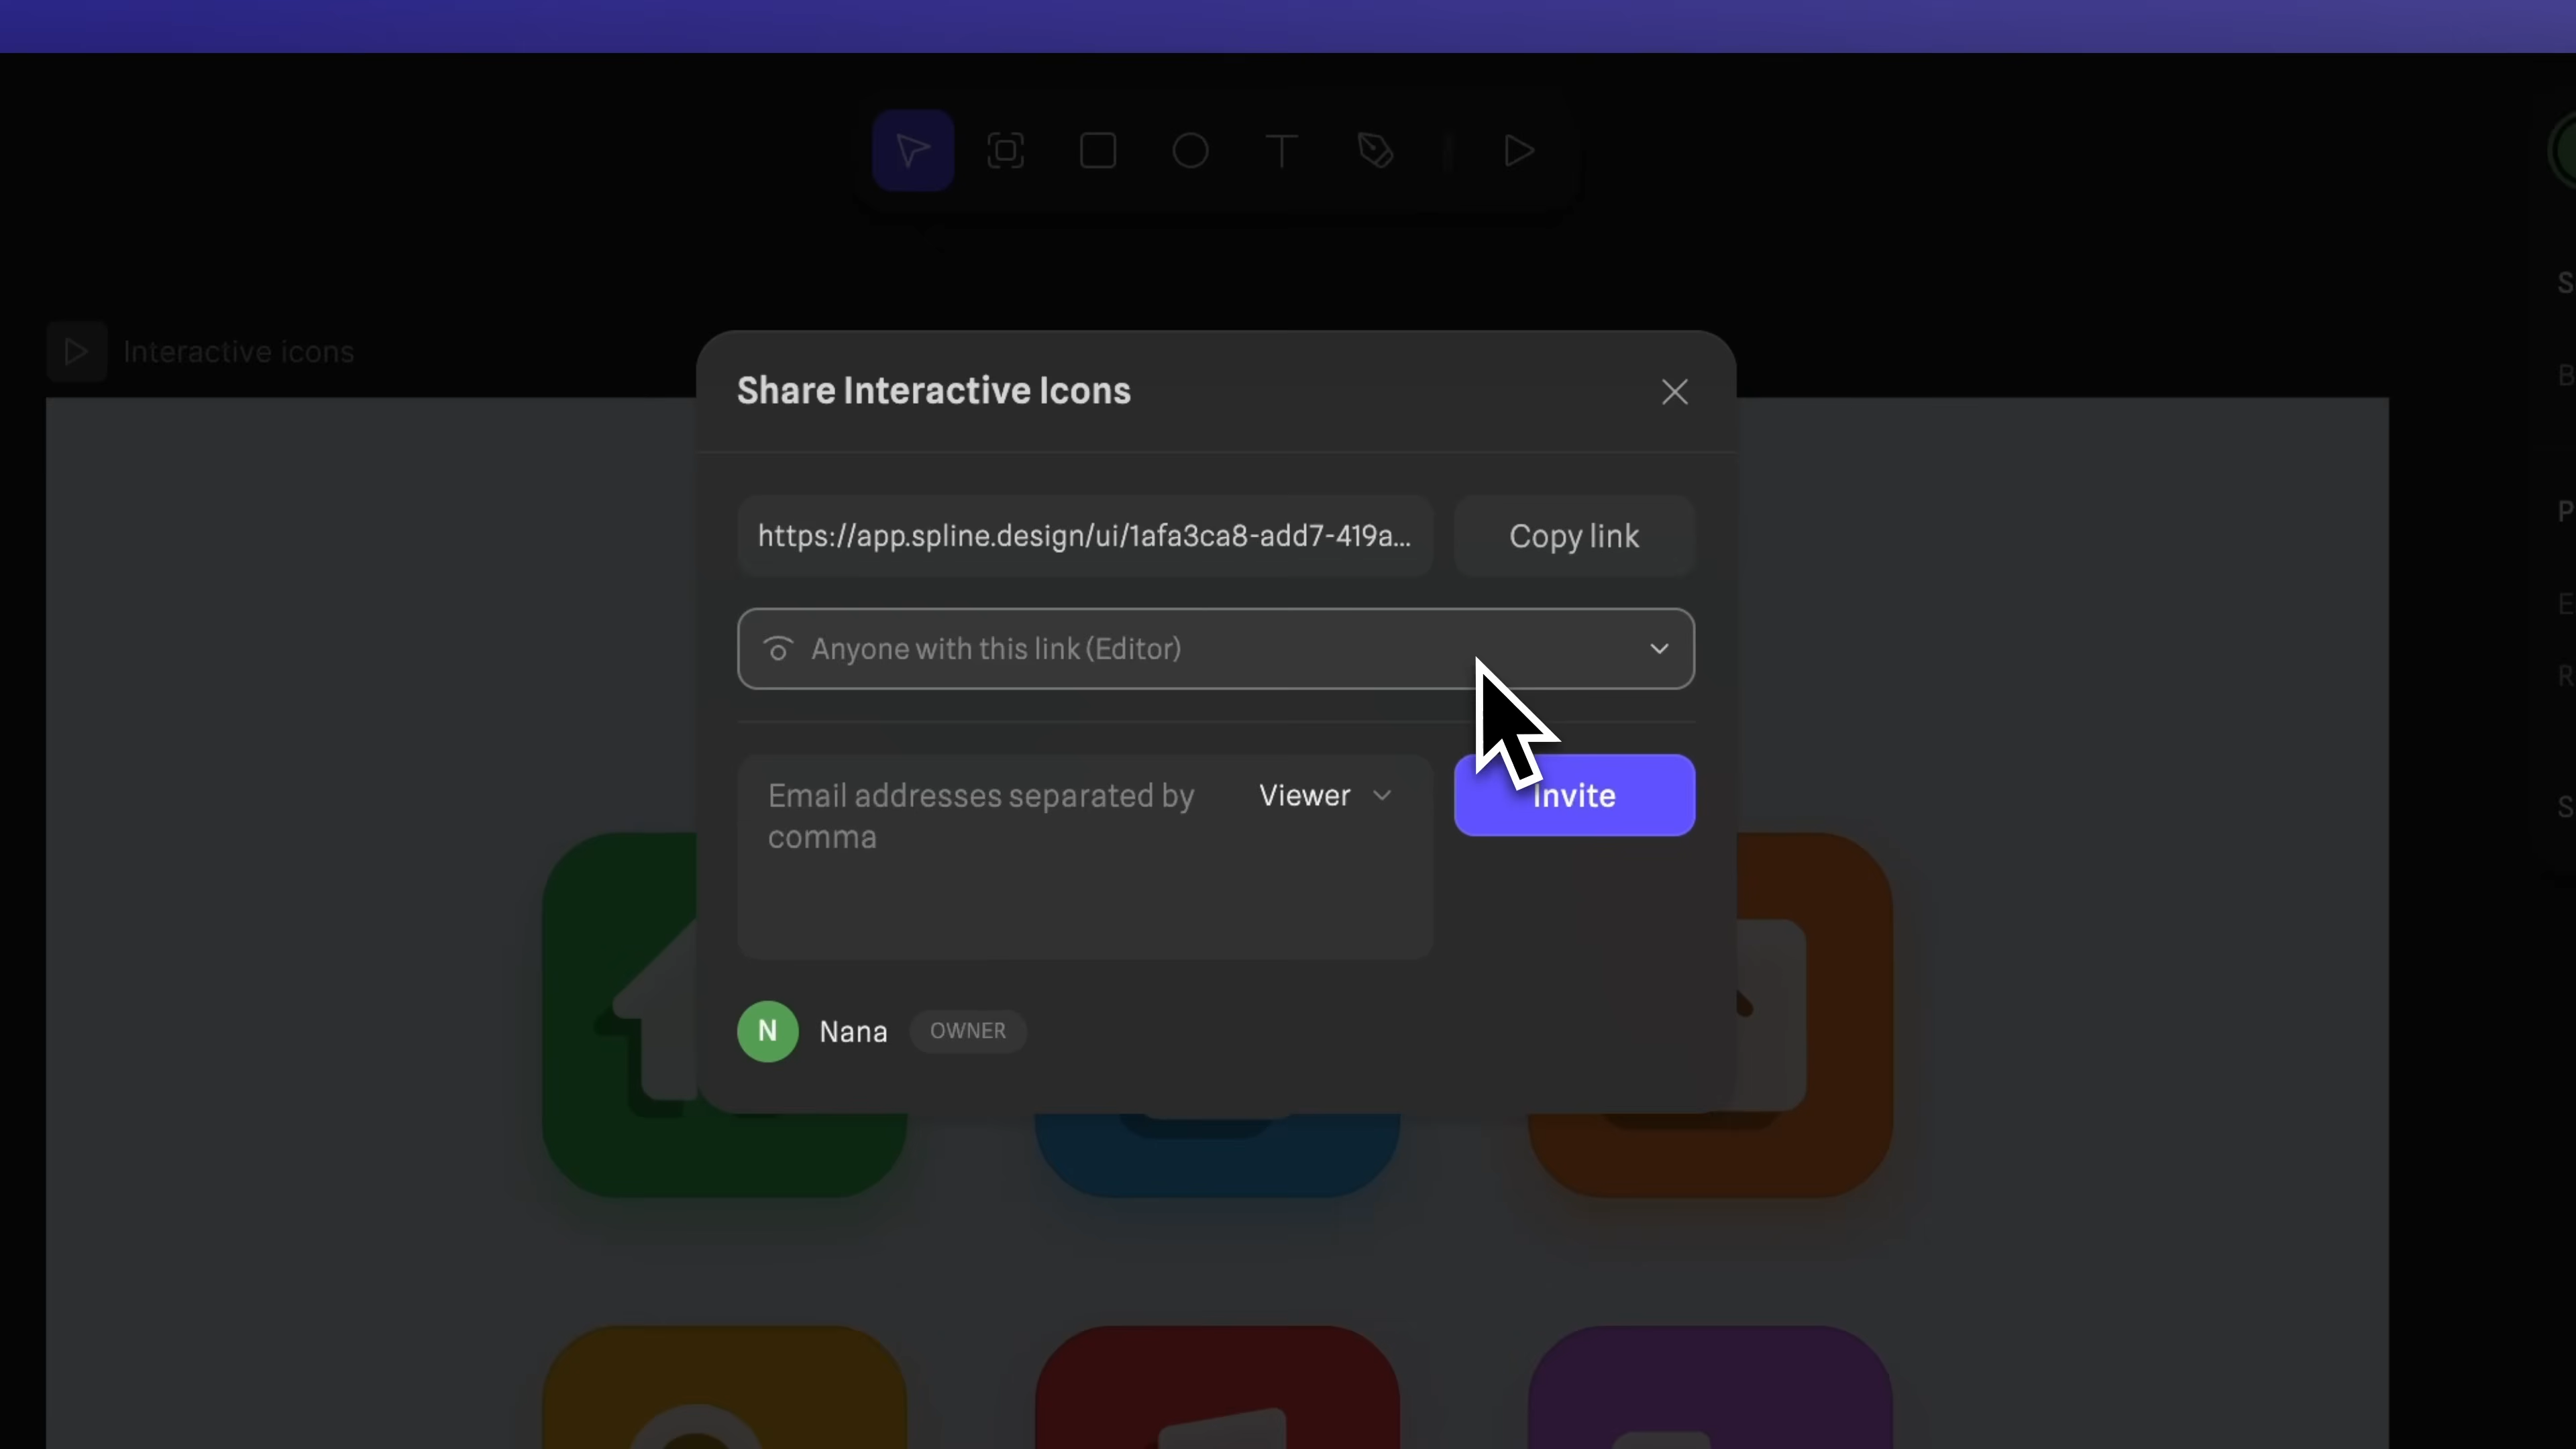 Interactive icons
Share Interactive Icons
https://app.spline.design/ui/1afa3ca8-add7-419a...
Copy link
Anyone with this link (Editor)
Email addresses separated by
comma
Viewer
Invite
N
Nana
OWNER
S
B
P
E
R
S